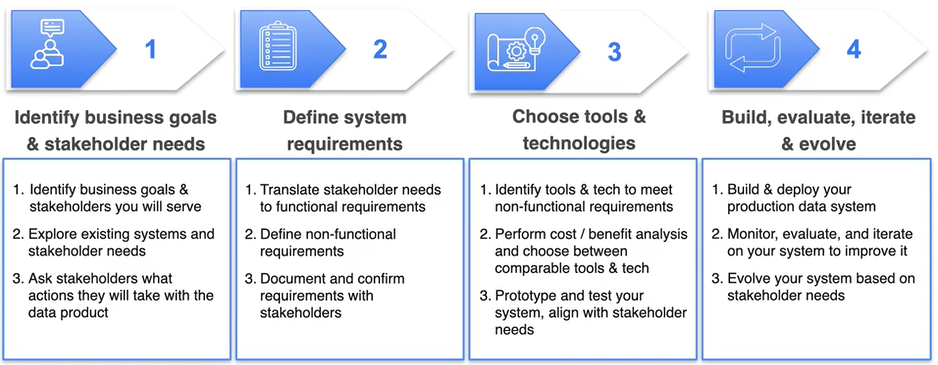 1
2
3
4
Identify business goals
& stakeholder needs
Define system
requirements
Choose tools &
technologies
Build, evaluate, iterate
& evolve
1. Identify business goals &
stakeholders you will serve
2. Explore existing systems and
stakeholder needs
3. Ask stakeholders what
actions they will take with the
data product
1. Translate stakeholder needs
to functional requirements
2. Define non-functional
requirements
3. Document and confirm
requirements with
stakeholders
1. Identify tools & tech to meet
non-functional requirements
2. Perform cost / benefit analysis
and choose between
comparable tools & tech
3. Prototype and test your
system, align with stakeholder
needs
1. Build & deploy your
production data system
2. Monitor, evaluate, and iterate
on your system to improve it
3. Evolve your system based on
stakeholder needs